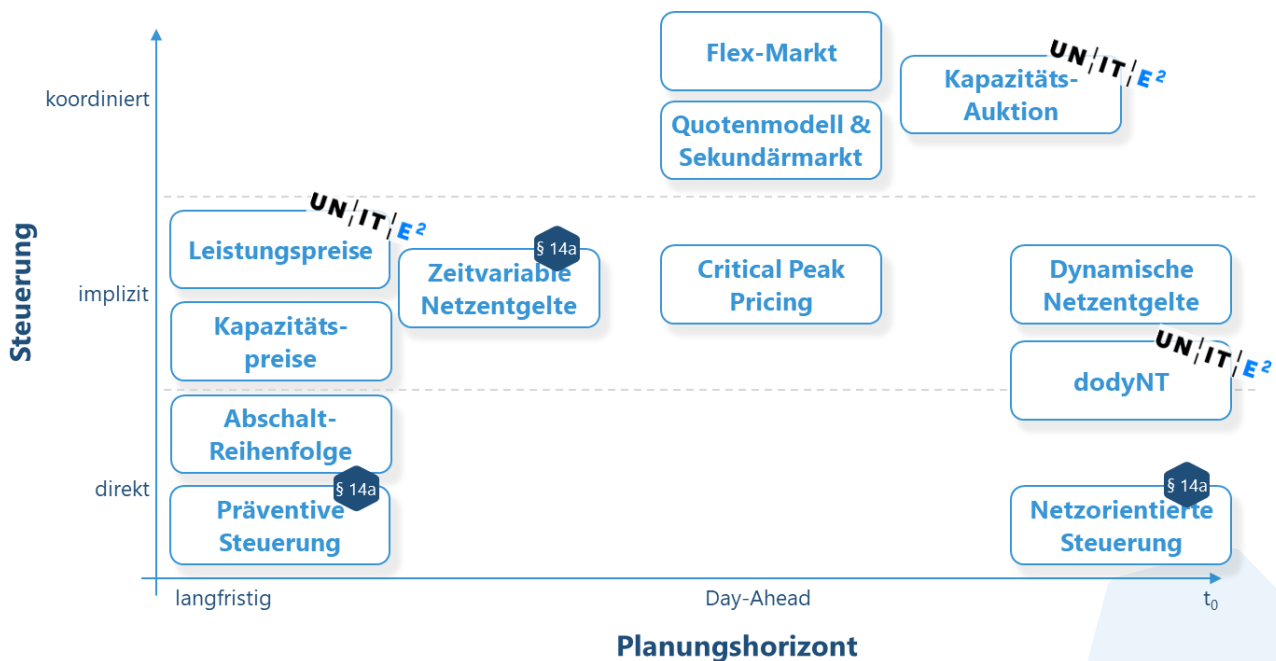 Steuerung
koordiniert
Flex-Markt
Quotenmodell &
Sekundärmarkt
Kapazitäts-
Auktion
UN|IT|E²
implizit
Leistungspreise
UN|IT|E²
Kapazitäts-
preise
Zeitvariable
Netzentgelte
§ 14a
Critical Peak
Pricing
Dynamische
Netzentgelte
dodyNT
UN|IT|E²
direkt
Abschalt-
Reihenfolge
Präventive
Steuerung
§ 14a
Netzorientierte
Steuerung
§ 14a
langfristig
Day-Ahead
t₀
Planungshorizont